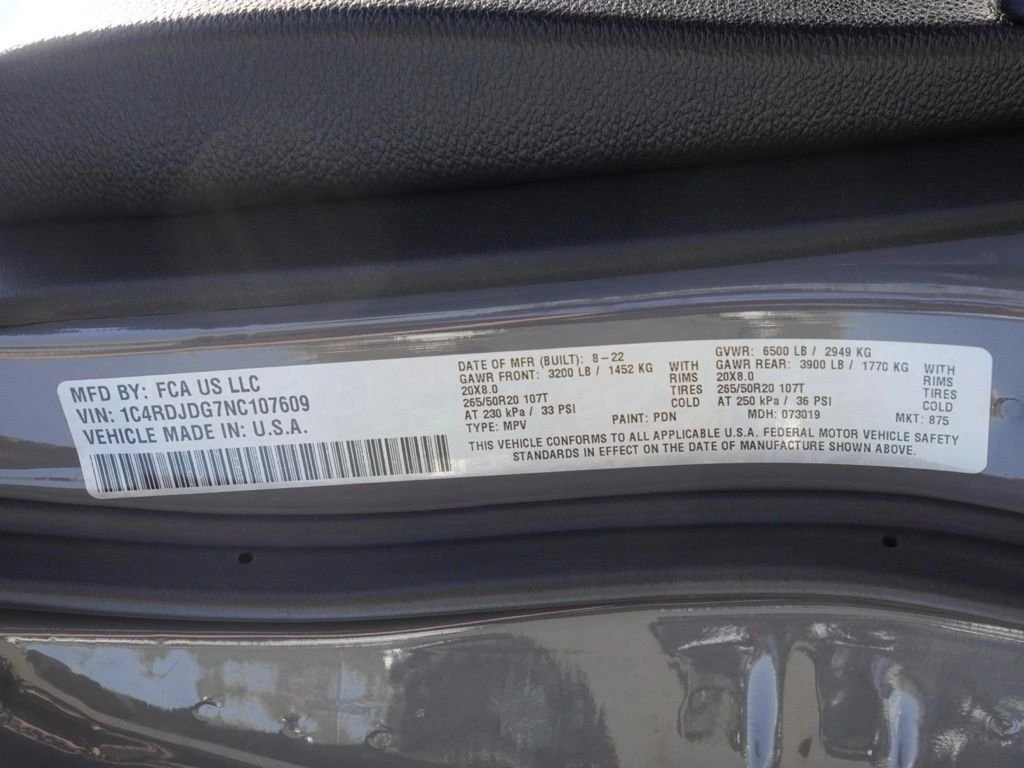 MFD BY: FCA US LLC
VIN: 1C4RDJDG7NC107609
VEHICLE MADE IN: U.S.A.
DATE OF MFR (BUILT): 8-22
GAWR FRONT: 3200 LB / 1452 KG WITH
20X8.0 RIMS
265/50R20 107T TIRES
AT 230 kPa / 33 PSI COLD
TYPE: MPV PAINT: PDN
GVWR: 6500 LB / 2949 KG
GAWR REAR: 3900 LB / 1770 KG WITH
20X8.0 RIMS
265/50R20 107T TIRES
AT 250 kPa / 36 PSI COLD
MDH: 073019 MKT: 875
THIS VEHICLE CONFORMS TO ALL APPLICABLE U.S.A. FEDERAL MOTOR VEHICLE SAFETY
STANDARDS IN EFFECT ON THE DATE OF MANUFACTURE SHOWN ABOVE.